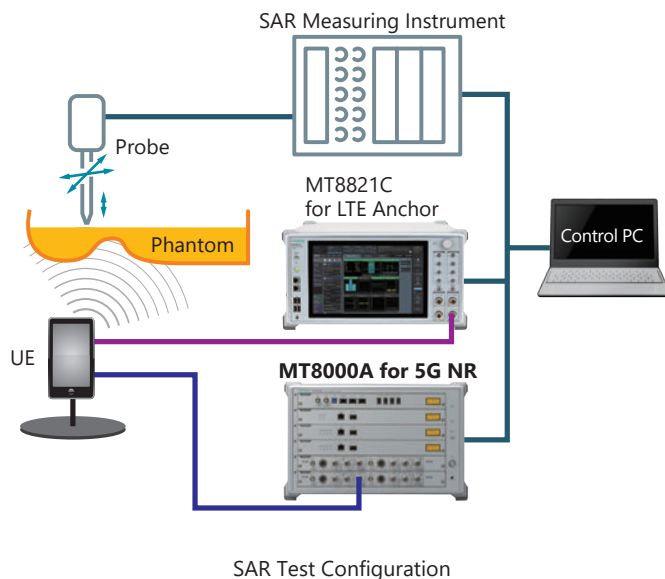 SAR Measuring Instrument
Probe
MT8821C
for LTE Anchor
Phantom
Control PC
UE
MT8000A for 5G NR
SAR Test Configuration